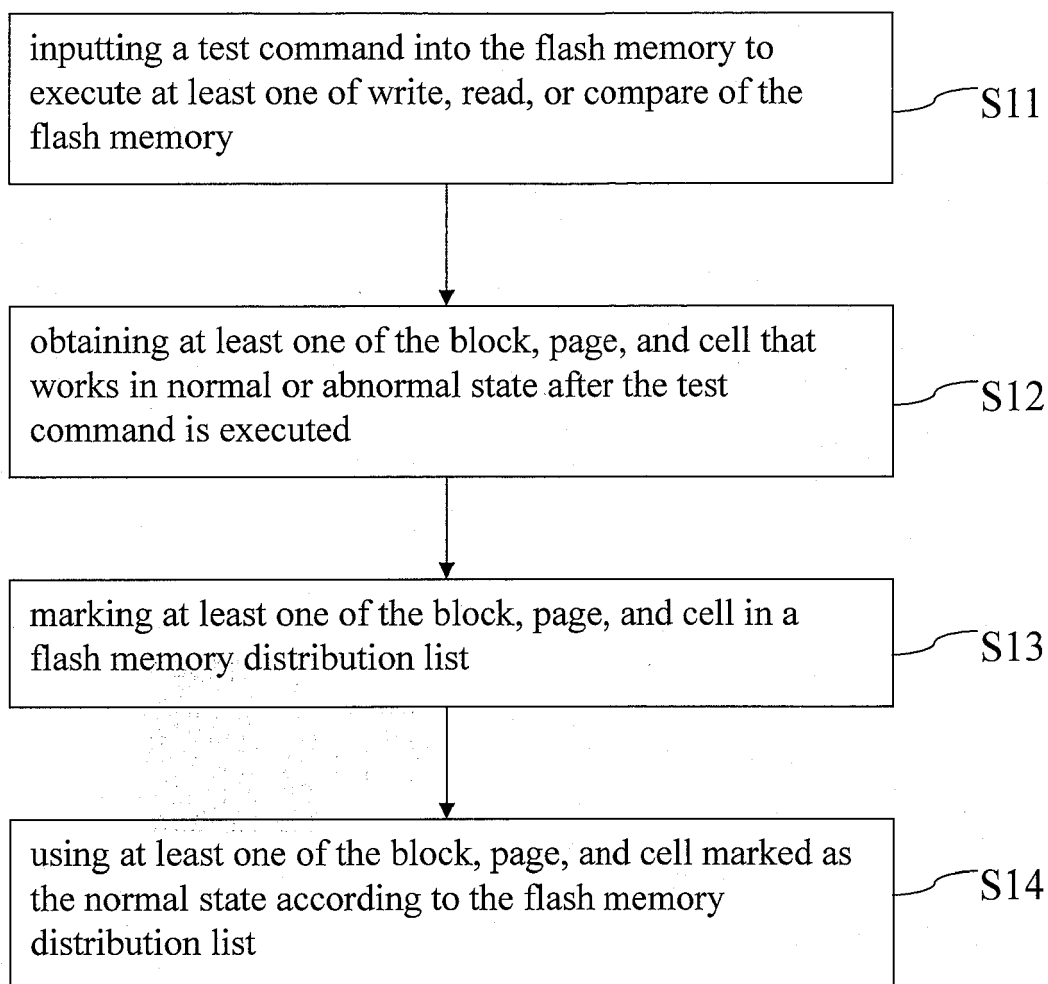 inputting a test command into the flash memory to
execute at least one of write, read, or compare of the
flash memory
S11
obtaining at least one of the block, page, and cell that
works in normal or abnormal state after the test
command is executed
S12
marking at least one of the block, page, and cell in a
flash memory distribution list
S13
using at least one of the block, page, and cell marked as
the normal state according to the flash memory
distribution list
S14